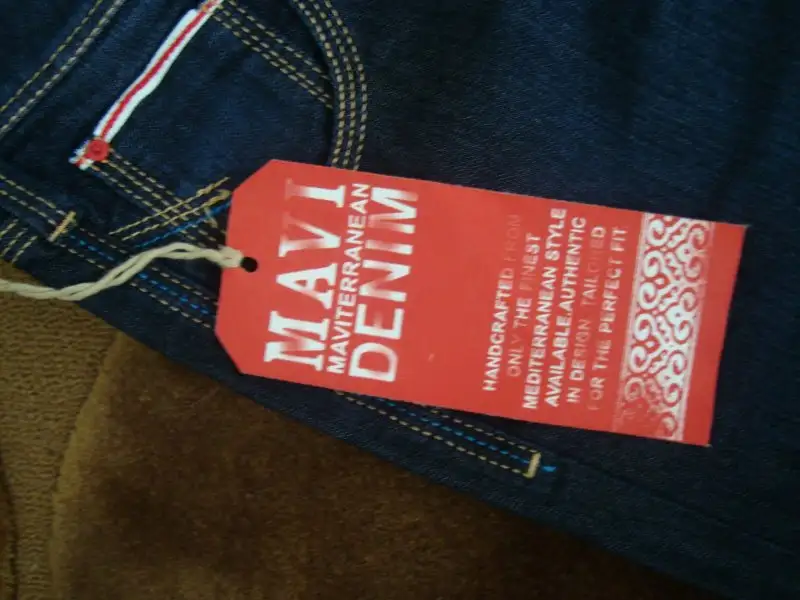 MAVI
MAVITERRANEAN
DENIM
HANDCRAFTED FROM
ONLY THE FINEST
MEDITERRANEAN STYLE
AVAILABLE.AUTHENTIC
IN DESIGN, TAILORED
FOR THE PERFECT FIT